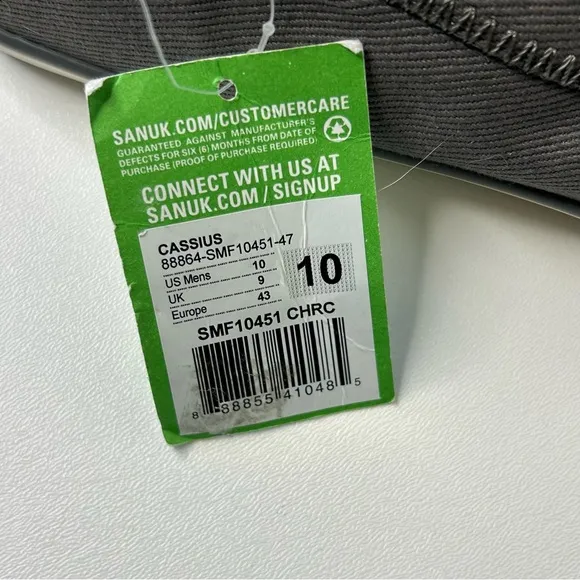 SANUK.COM/CUSTOMERCARE
GUARANTEED AGAINST MANUFACTURER'S
DEFECTS FOR SIX (6) MONTHS FROM DATE OF
PURCHASE (PROOF OF PURCHASE REQUIRED)
CONNECT WITH US AT
SANUK.COM/SIGNUP
CASSIUS
88864-SMF10451-47
US Mens 10
UK 9
Europe 43
10
SMF10451 CHRC
8 88855 41048 5